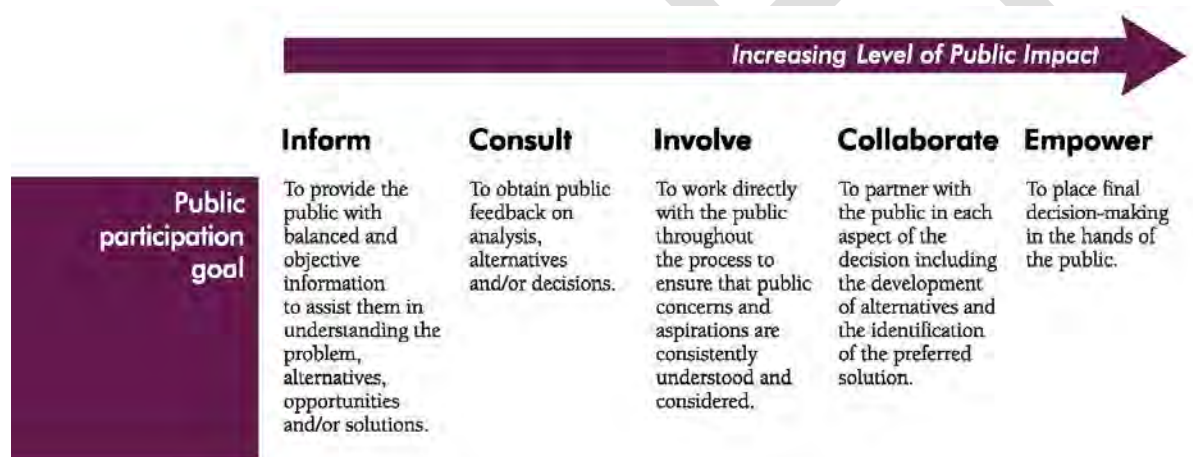 Increasing Level of Public Impact
Inform
Consult
Involve
Collaborate
Empower
Public
participation
goal
To provide the
public with
balanced and
objective
information
to assist them in
understanding the
problem,
alternatives,
opportunities
and/or solutions.
To obtain public
feedback on
analysis,
alternatives
and/or decisions.
To work directly
with the public
throughout
the process to
ensure that public
concerns and
aspirations are
consistently
understood and
considered.
To partner with
the public in each
aspect of the
decision including
the development
of alternatives and
the identification
of the preferred
solution.
To place final
decision-making
in the hands of
the public.